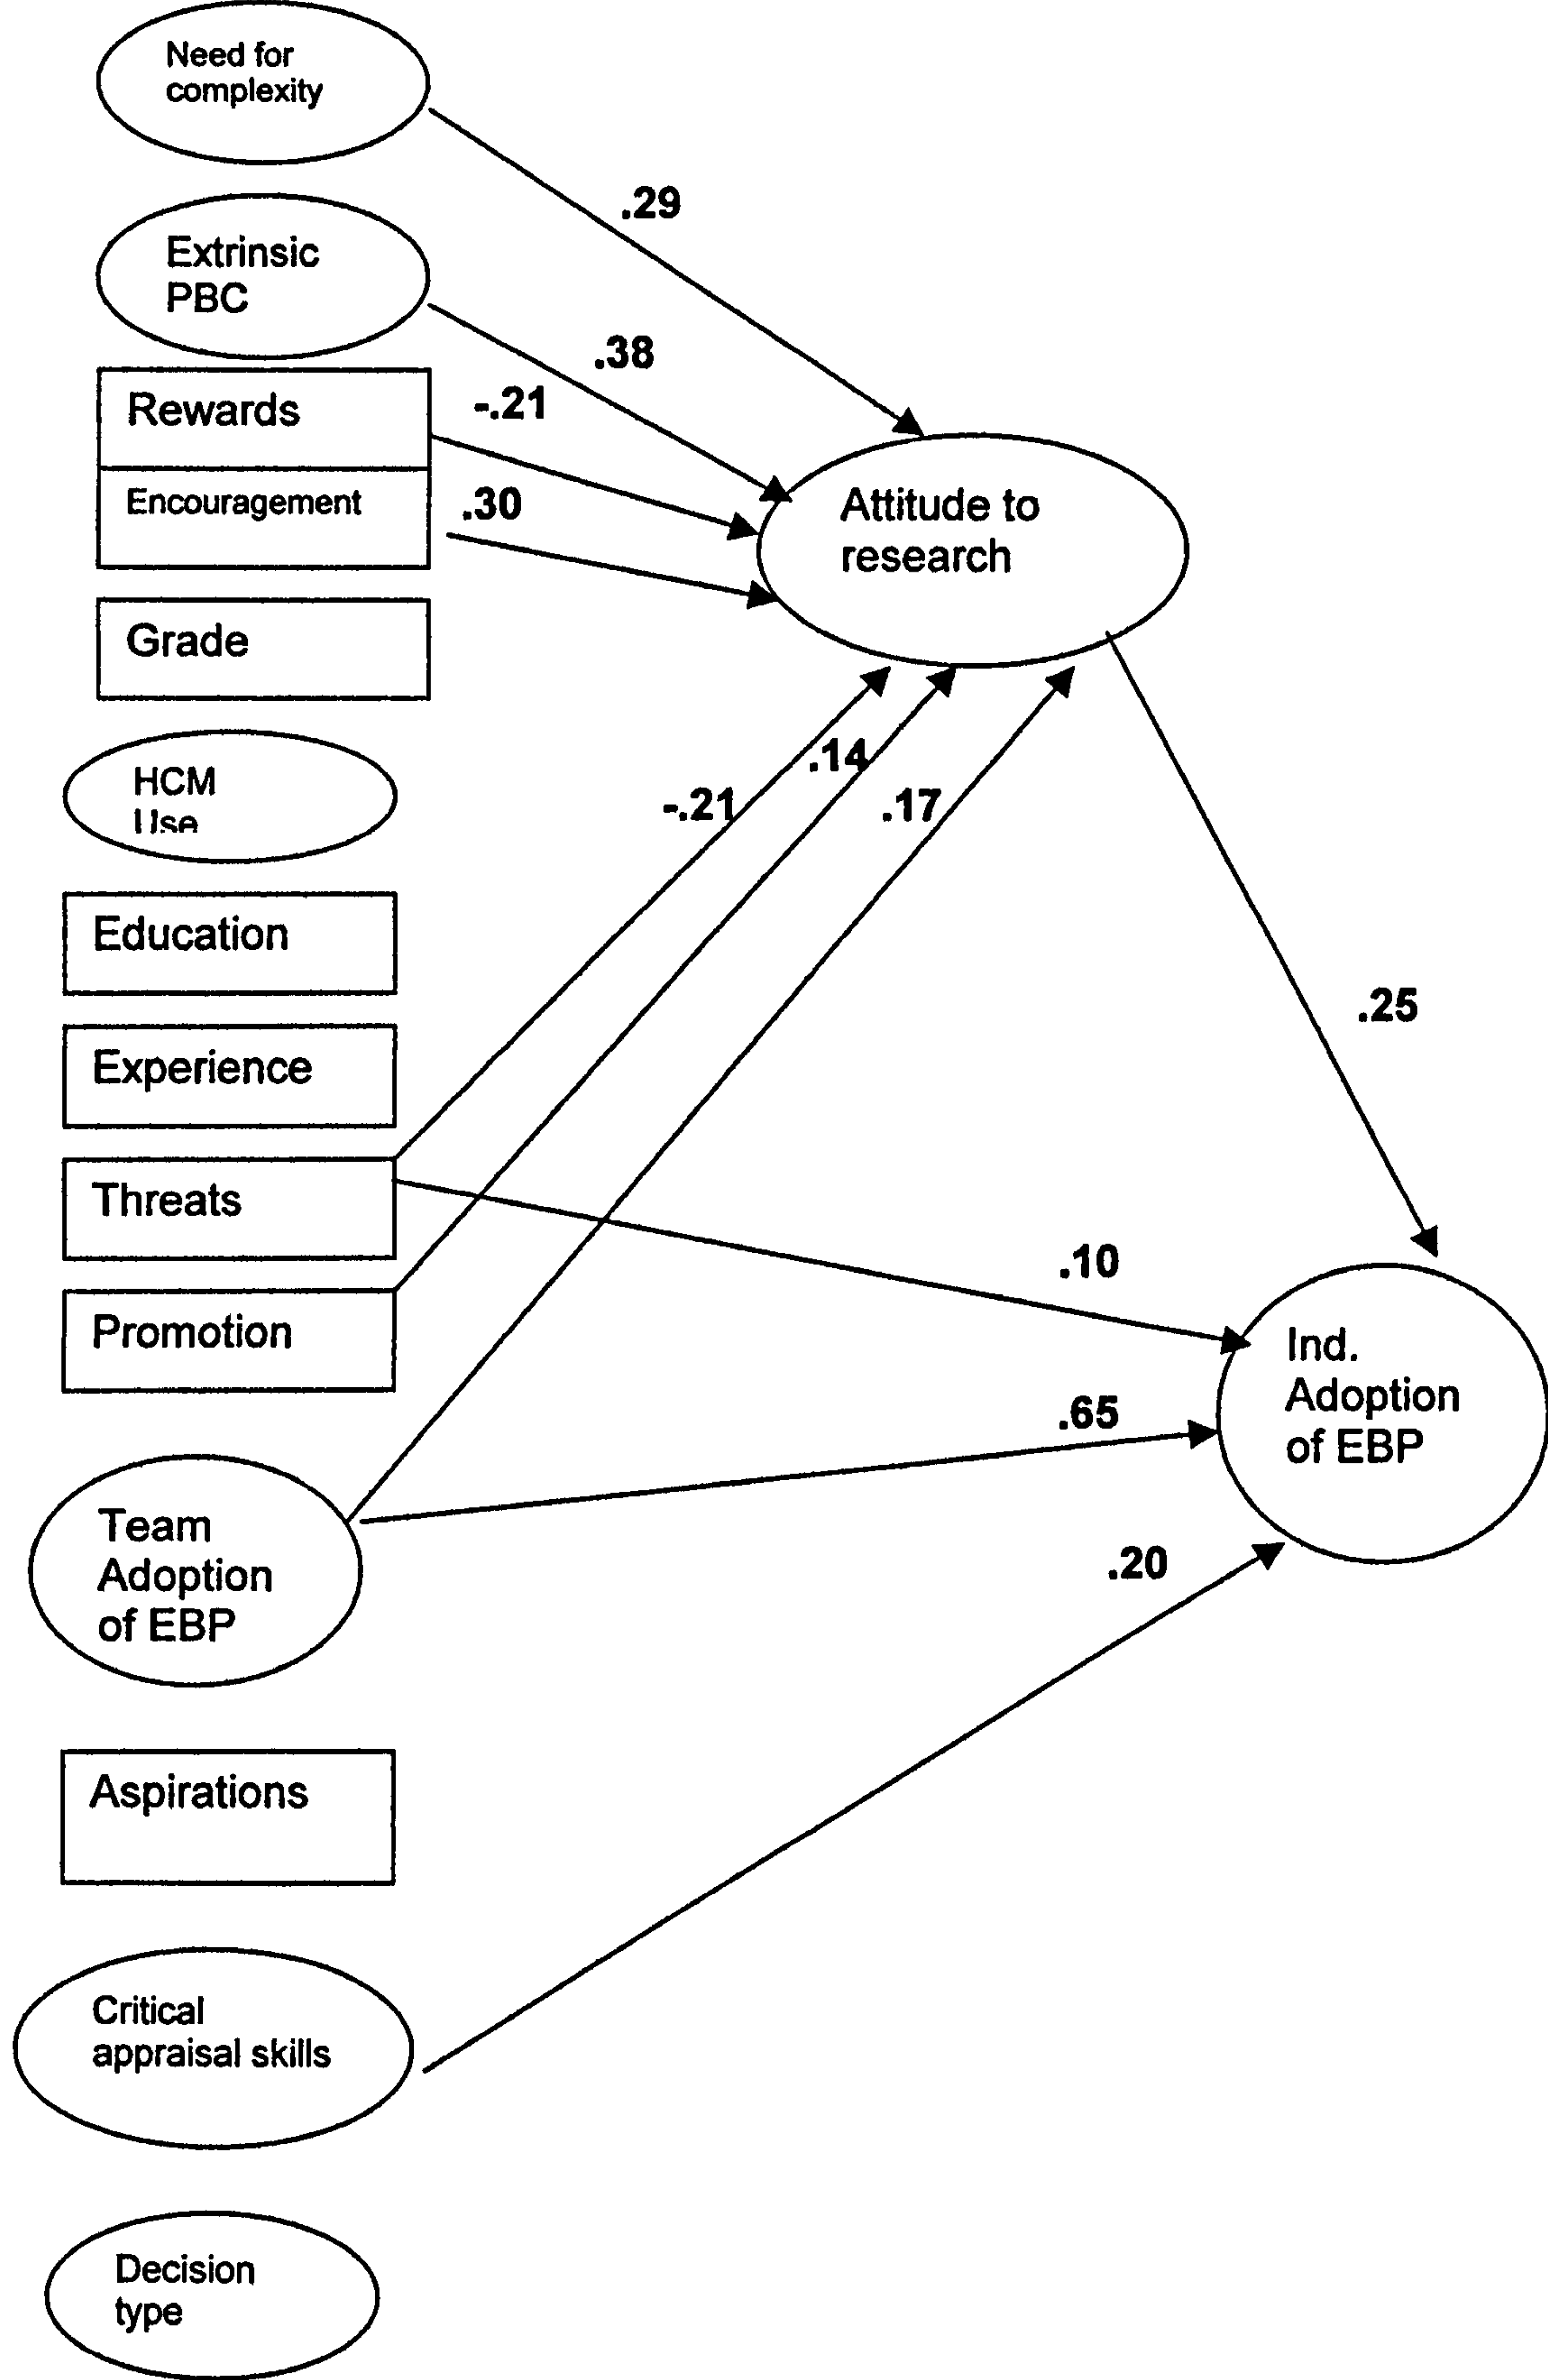 Need for
complexity
.29
Extrinsic
PBC
.38
Rewards
-.21
Encouragement
.30
Attitude to
research
Grade
HCM
Use
-.21
.14
.17
Education
.25
Experience
Threats
.10
Promotion
Ind.
Adoption
of EBP
.65
Team
Adoption
of EBP
.20
Aspirations
Critical
appraisal skills
Decision
type